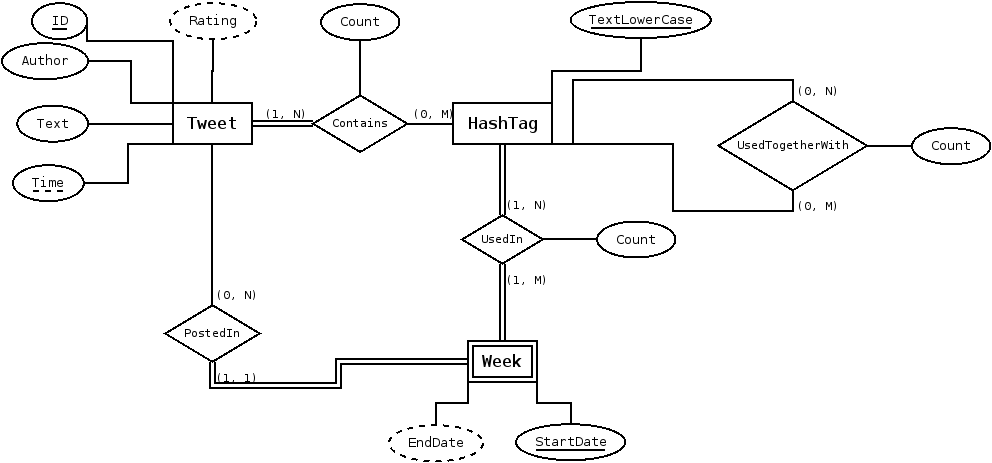 ID
Rating
Count
TextLowerCase
Author
(0, N)
(1, N)
(0, M)
Text
Tweet
Contains
HashTag
UsedTogetherWith
Count
Time
(0, M)
(1, N)
UsedIn
Count
(1, M)
(0, N)
PostedIn
Week
(1, 1)
EndDate
StartDate